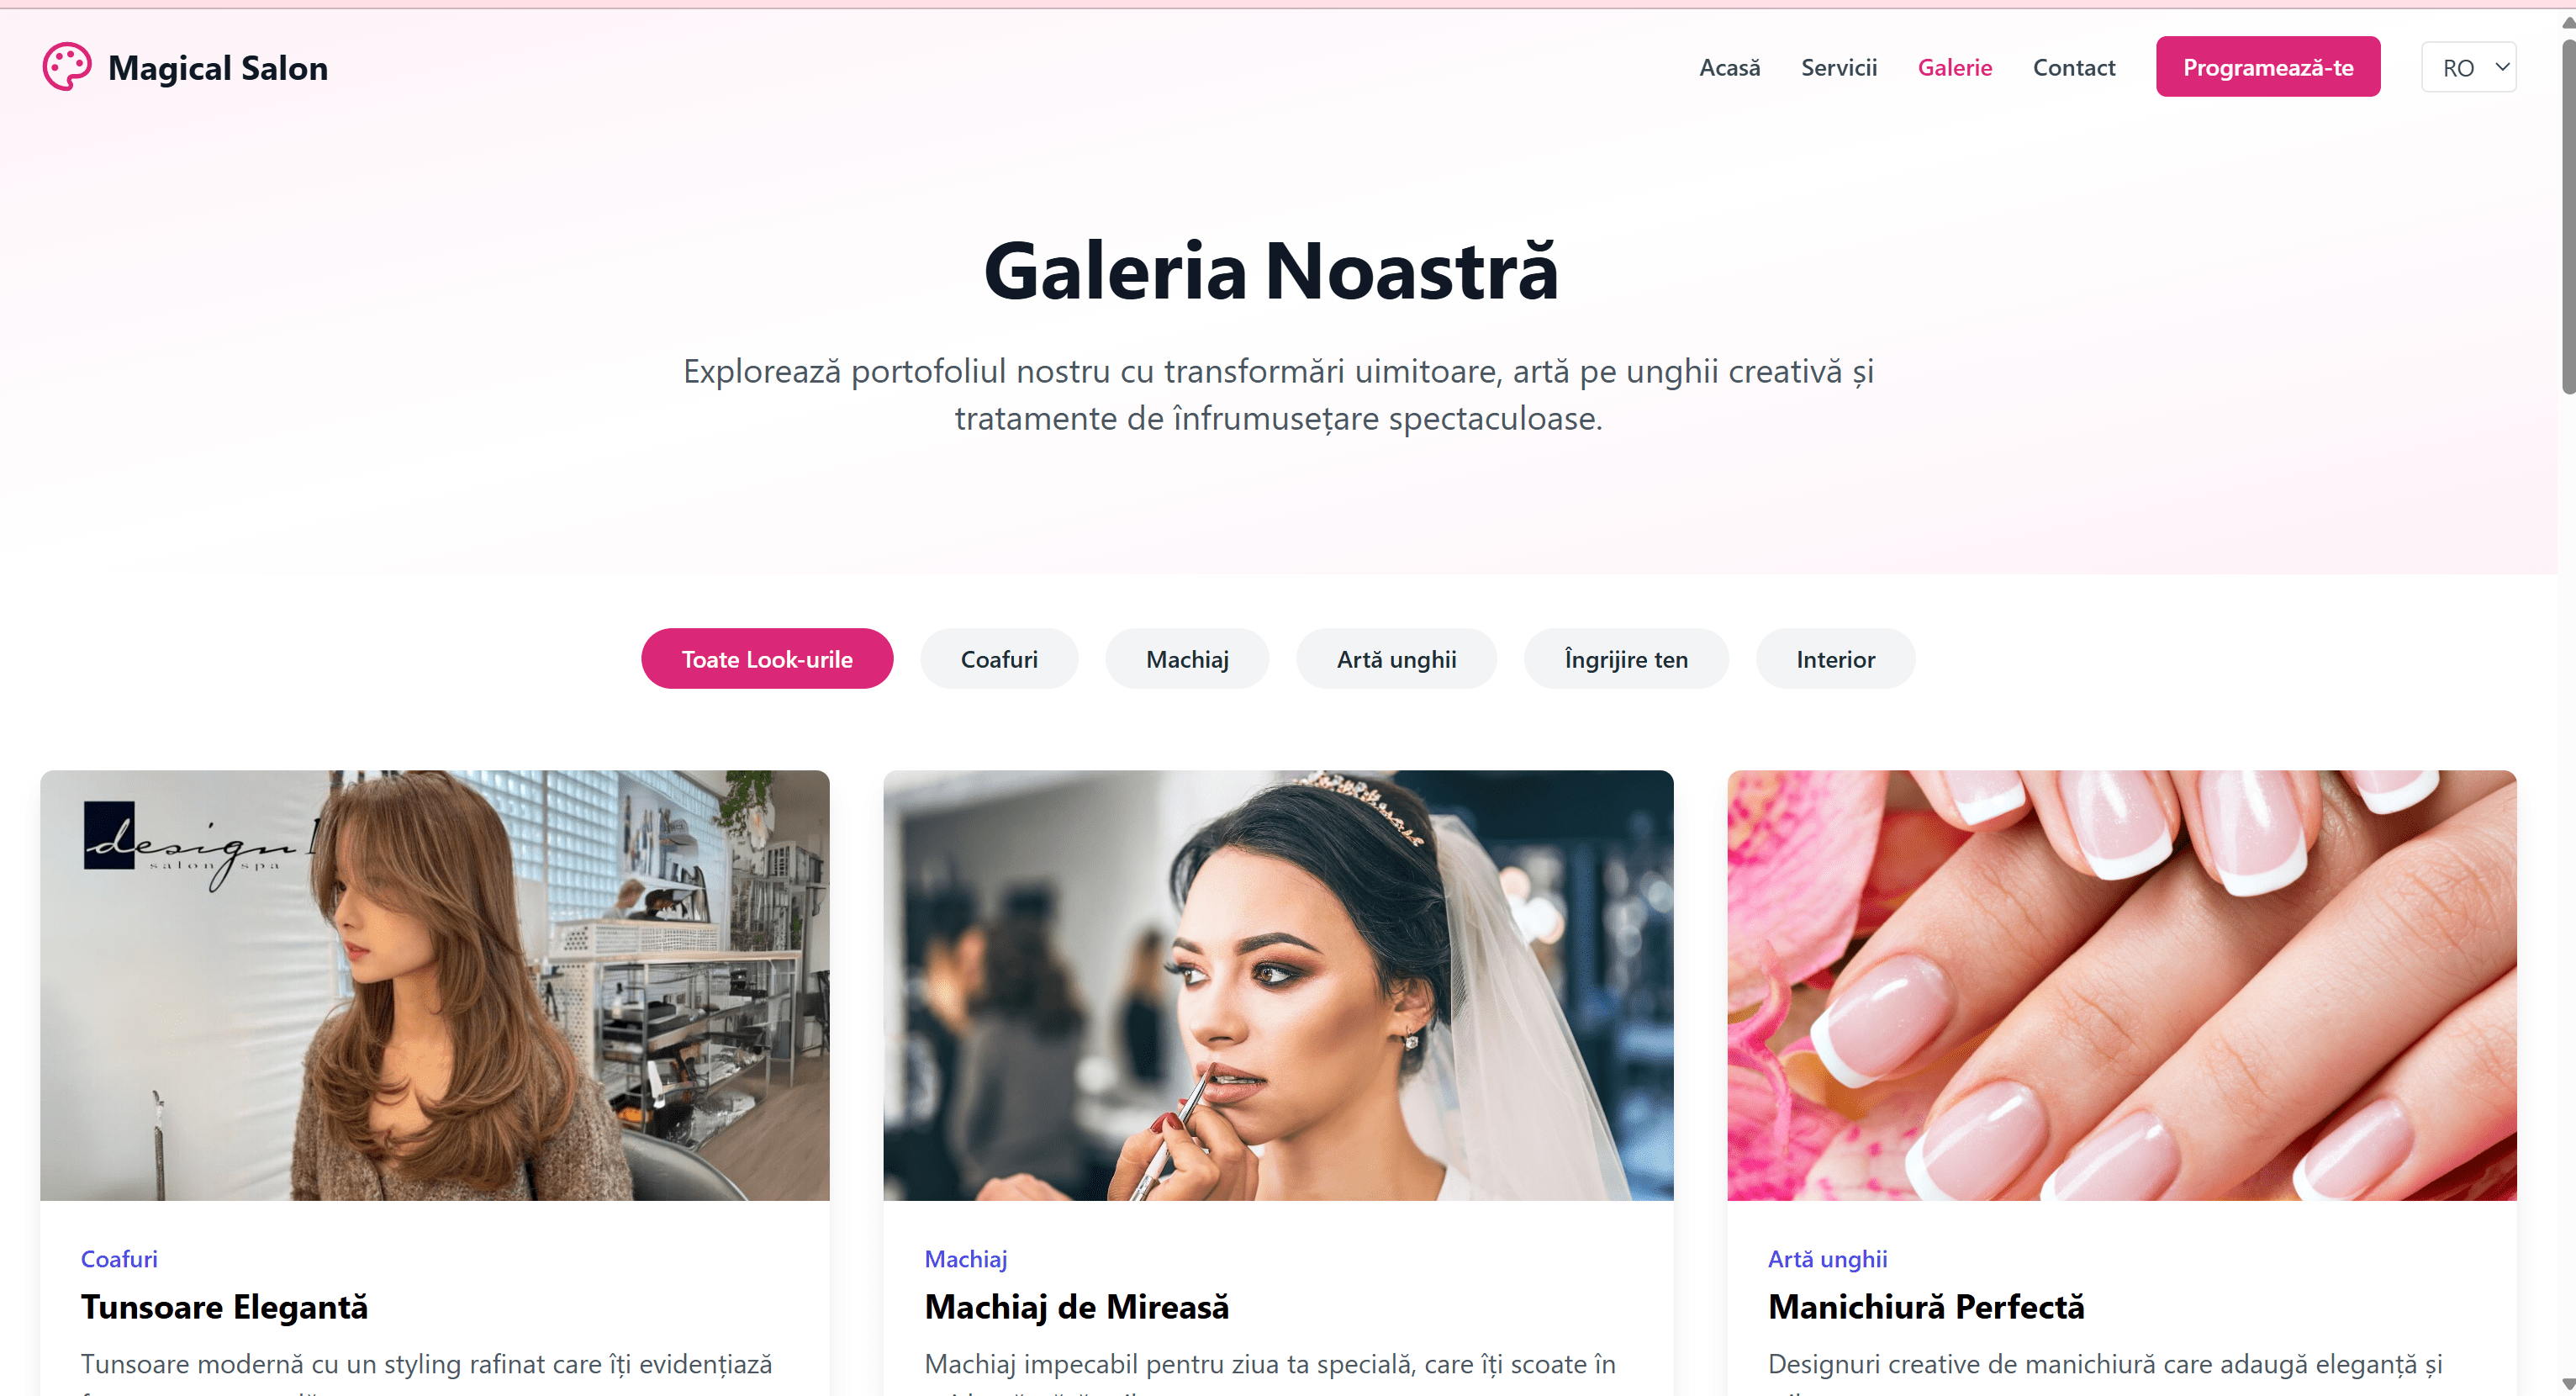 Magical Salon
Acasă
Servicii
Galerie
Contact
Programează-te
RO
Galeria Noastră
Explorează portofoliul nostru cu transformări uimitoare, artă pe unghii creativă și
tratamente de înfrumusețare spectaculoase.
Toate Look-urile
Coafuri
Machiaj
Artă unghii
Îngrijire ten
Interior
design
salon spa
Coafuri
Tunsoare Elegantă
Tunsoare modernă cu un styling rafinat care îți evidențiază
Machiaj
Machiaj de Mireasă
Machiaj impecabil pentru ziua ta specială, care îți scoate în
Artă unghii
Manichiură Perfectă
Designuri creative de manichiură care adaugă eleganță și